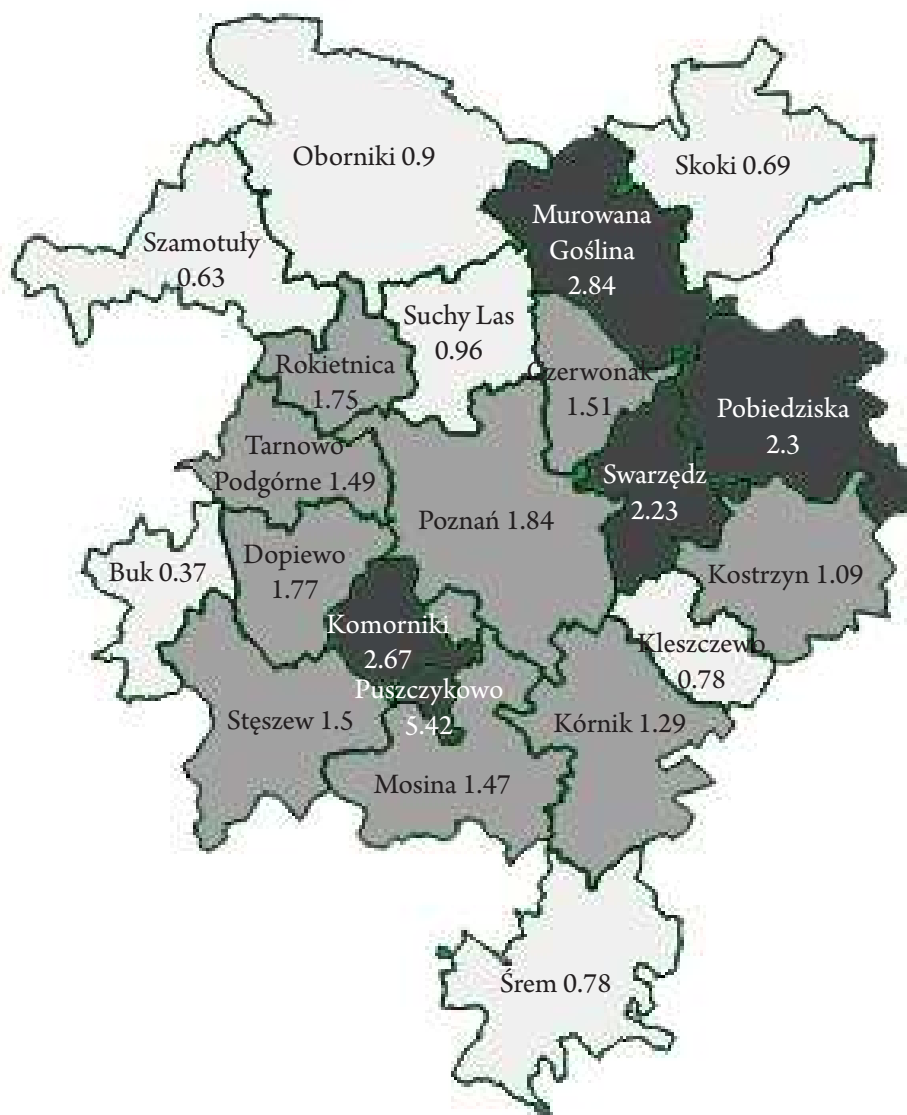 Oborniki 0.9
Skoki 0.69
Murowana
Goślina
2.84
Szamotuły
0.63
Suchy Las
0.96
Rokietnica
1.75
Czerwonak
1.51
Pobiedziska
2.3
Tarnowo
Podgórne 1.49
Swarzędz
2.23
Poznań 1.84
Dopiewo
1.77
Buk 0.37
Kostrzyn 1.09
Komorniki
2.67
Kleszczewo
0.78
Puszczykowo
5.42
Stęszew 1.5
Kórnik 1.29
Mosina 1.47
Śrem 0.78